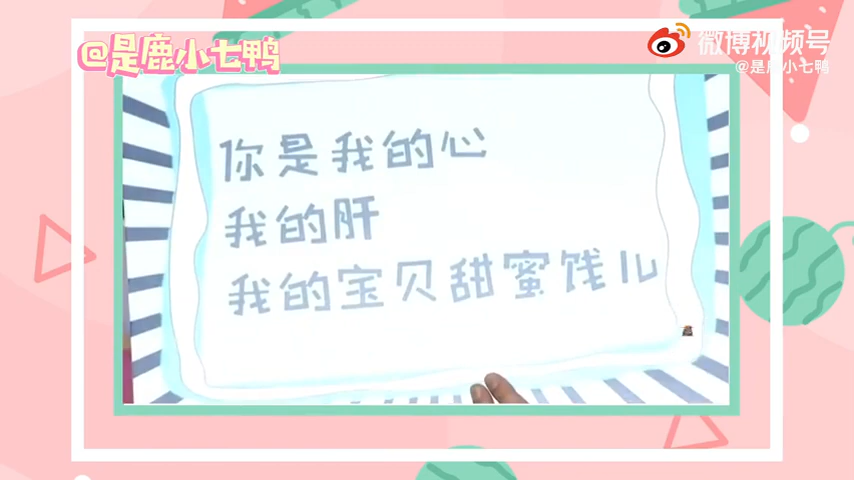 @是鹿小七鸭
微博视频号
@是鹿小七鸭
你是我的心
我的肝
我的宝贝甜蜜饯儿